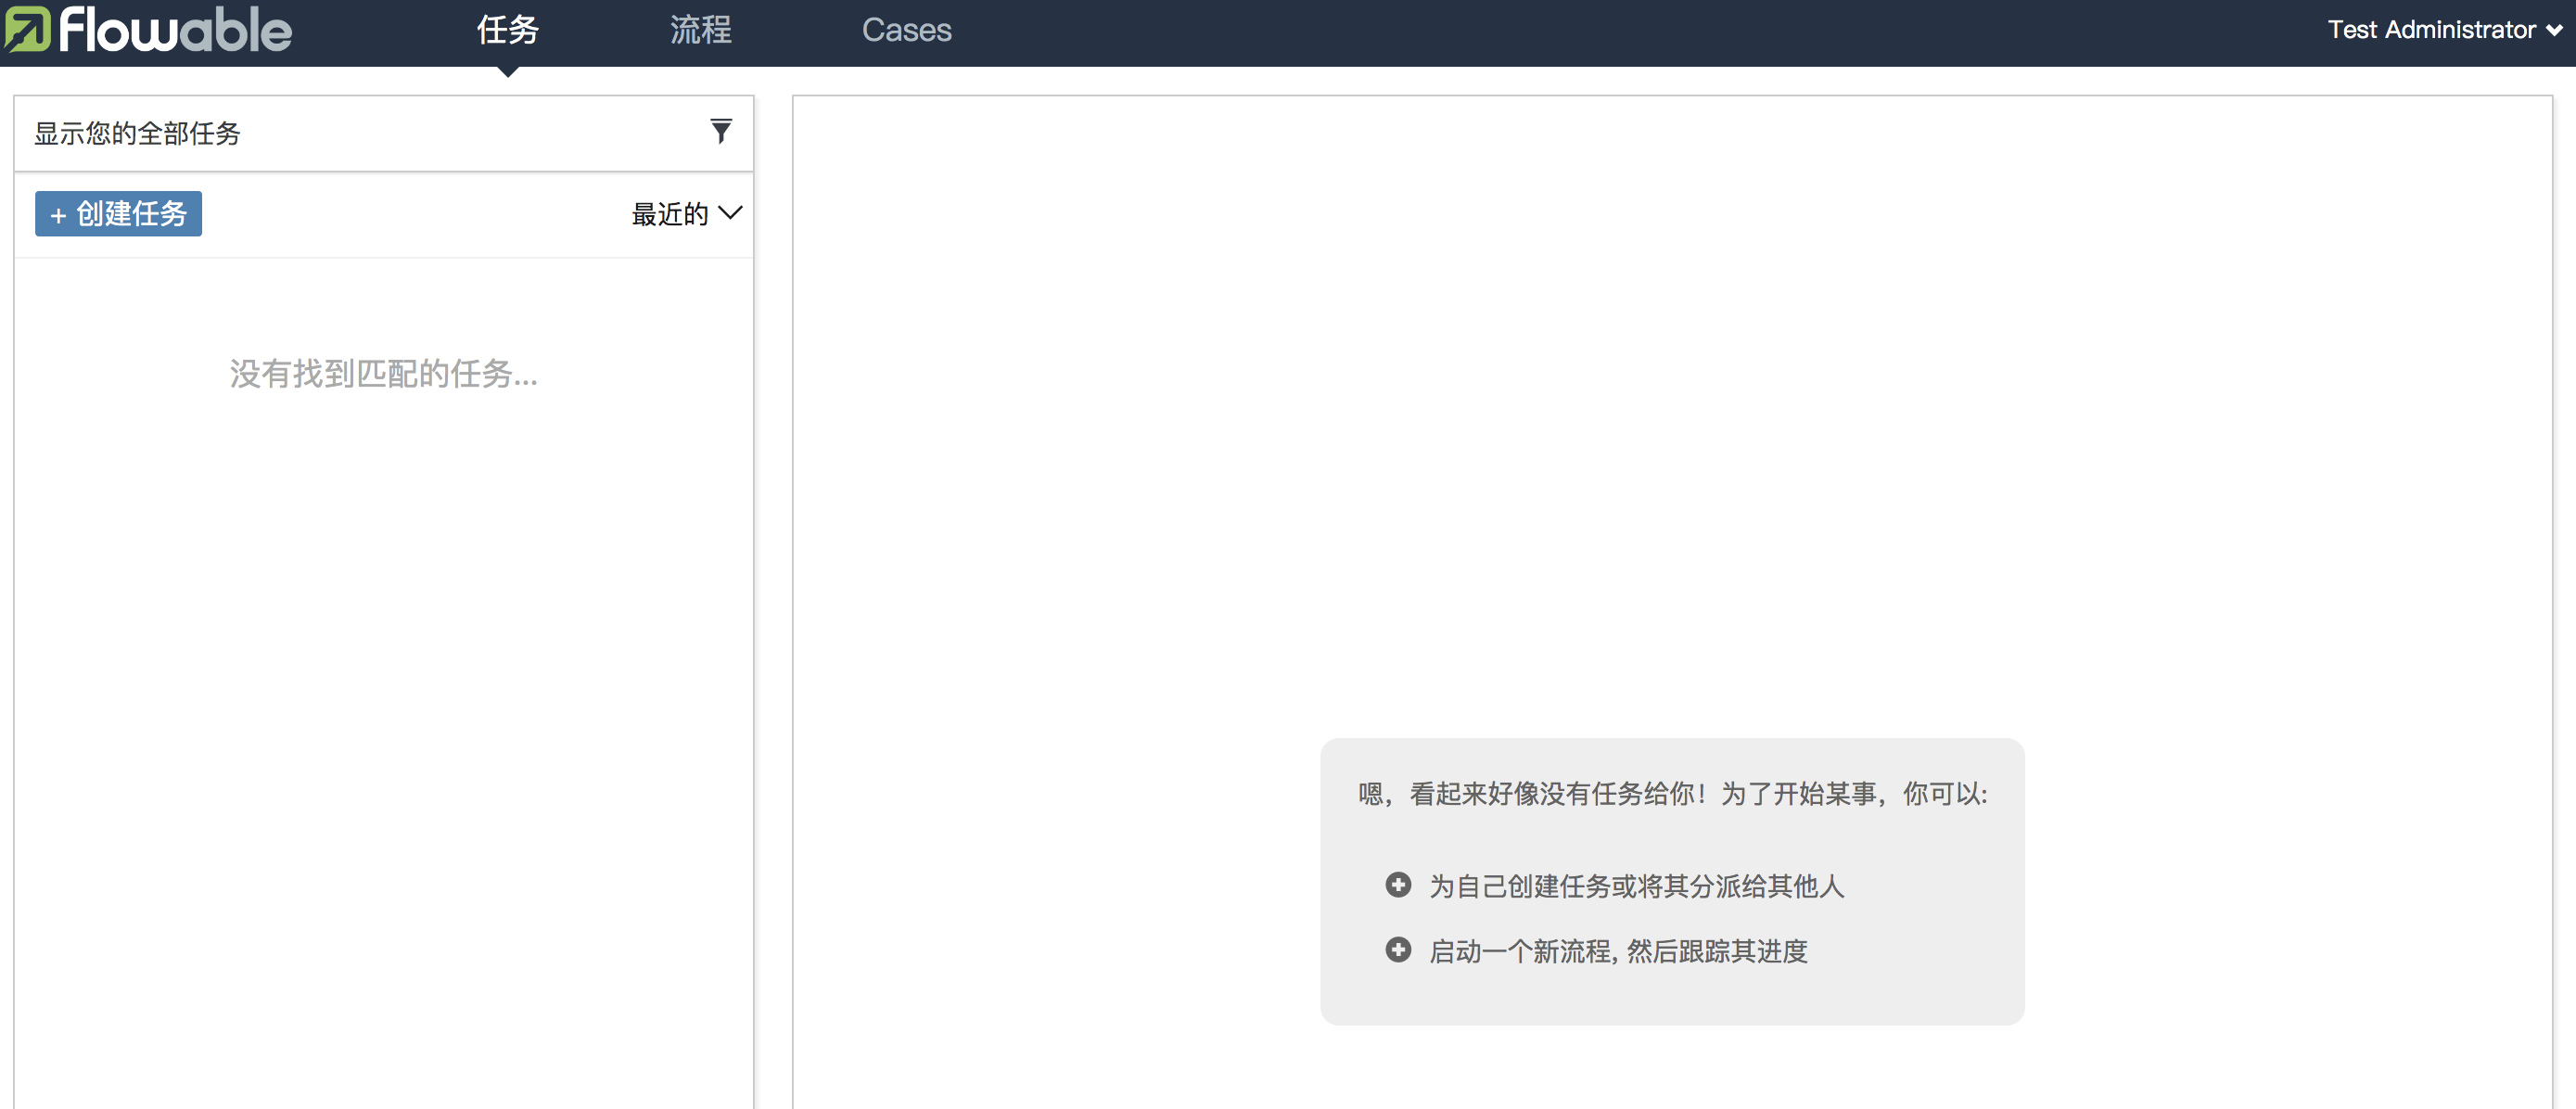 flowable
任务
流程
Cases
Test Administrator
显示您的全部任务
+ 创建任务
最近的
没有找到匹配的任务...
嗯，看起来好像没有任务给你！为了开始某事，你可以:
为自己创建任务或将其分派给其他人
启动一个新流程, 然后跟踪其进度